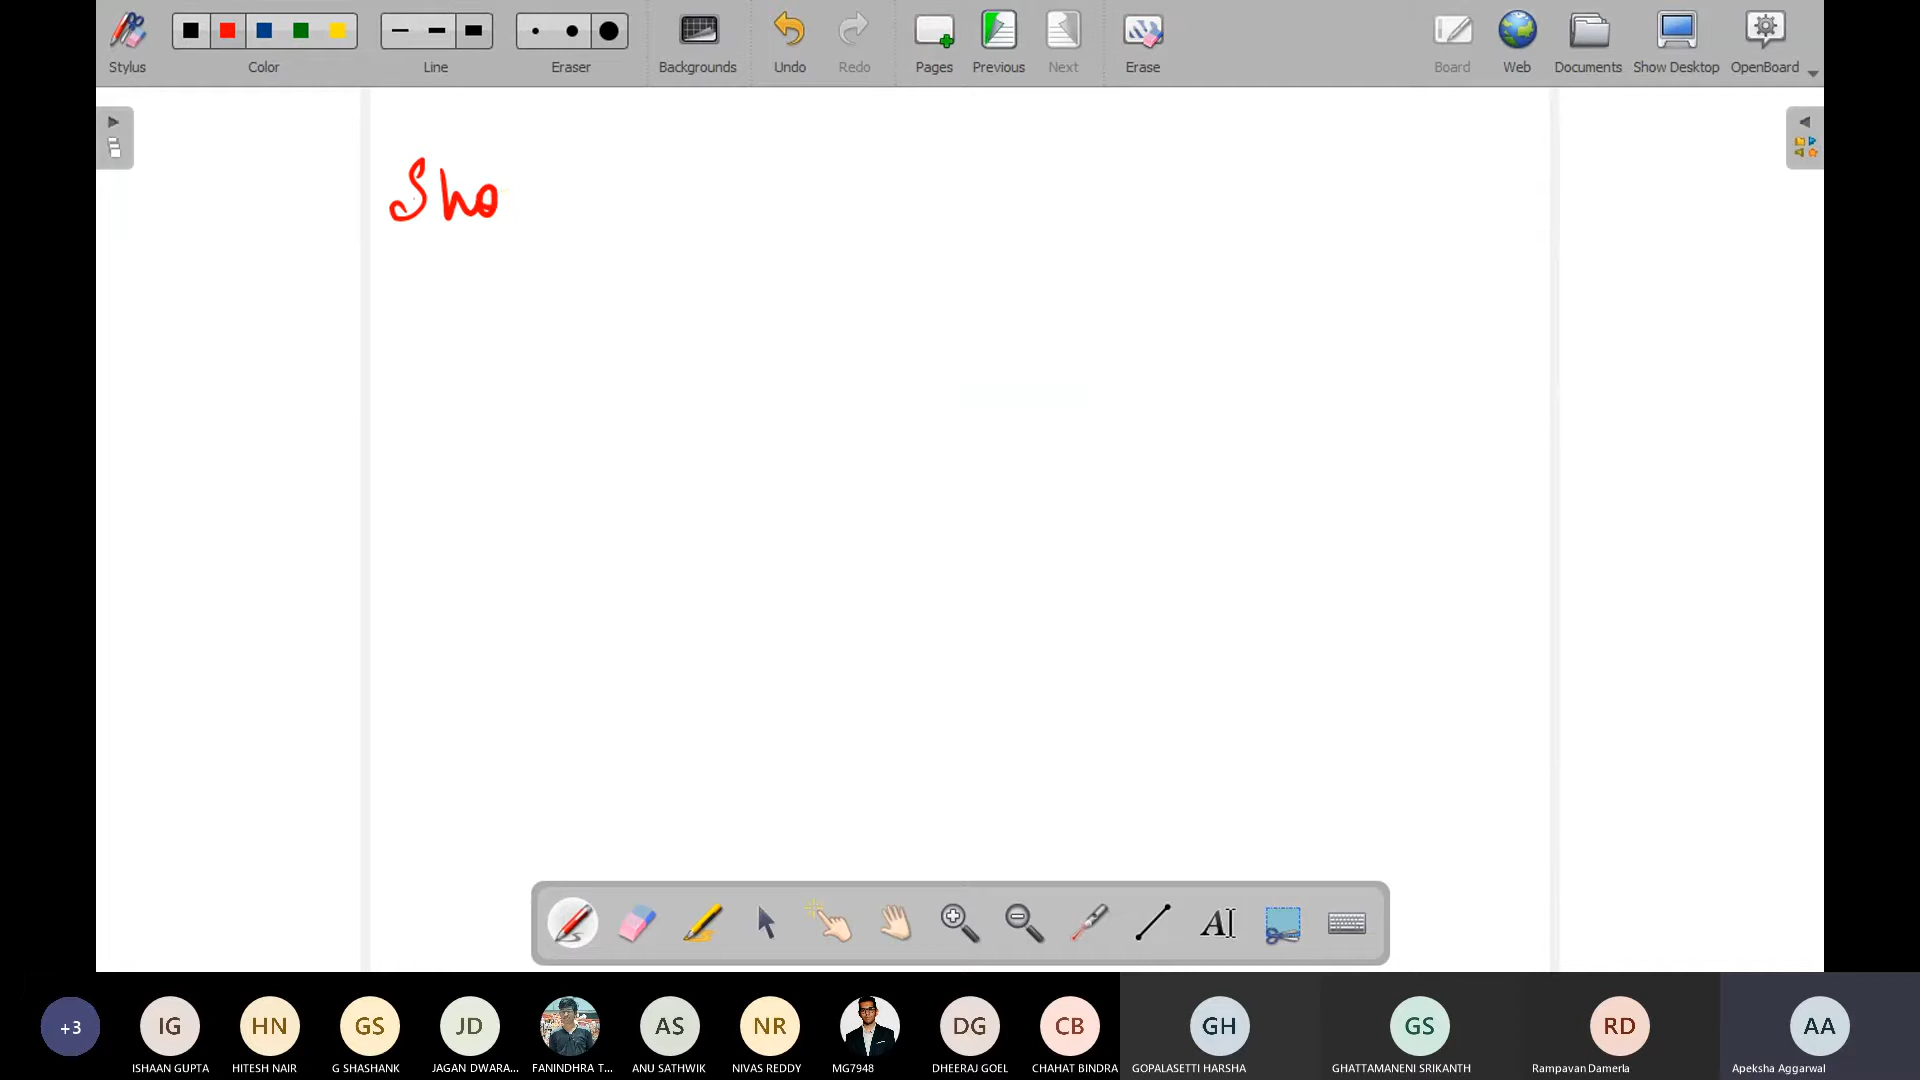 Stylus
Color
Line
Eraser
Backgrounds
Undo
Redo
Pages
Previous
Next
Erase
Board
Web
Documents
Show Desktop
OpenBoard
Sho
AI
+3
IG
HN
GS
JD
AS
NR
DG
CB
GH
GS
RD
AA
ISHAAN GUPTA
HITESH NAIR
G SHASHANK
JAGAN DWARA...
FANINDHRA T...
ANU SATHWIK
NIVAS REDDY
MG7948
DHEERAJ GOEL
CHAHAT BINDRA
GOPALASETTI HARSHA
GHATTAMANENI SRIKANTH
Rampavan Damerla
Apeksha Aggarwal